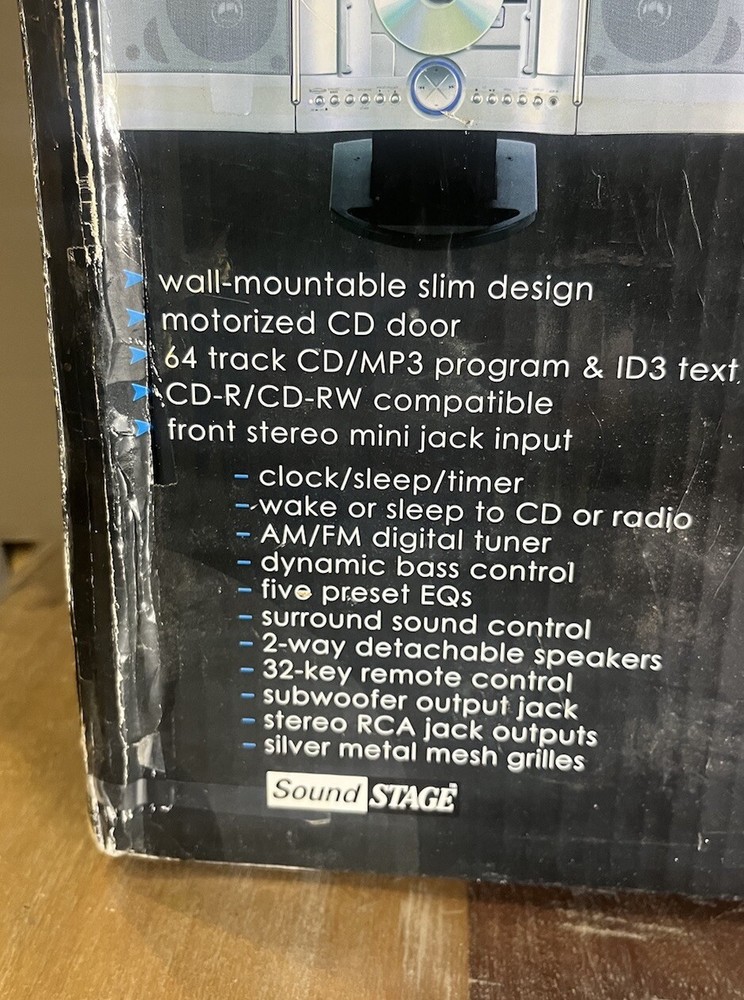 wall-mountable slim design
motorized CD door
64 track CD/MP3 program & ID3 text
CD-R/CD-RW compatible
front stereo mini jack input
– clock/sleep/timer
– wake or sleep to CD or radio
– AM/FM digital tuner
– dynamic bass control
– five preset EQs
– surround sound control
– 2-way detachable speakers
– 32-key remote control
– subwoofer output jack
– stereo RCA jack outputs
– silver metal mesh grilles
Sound STAGE